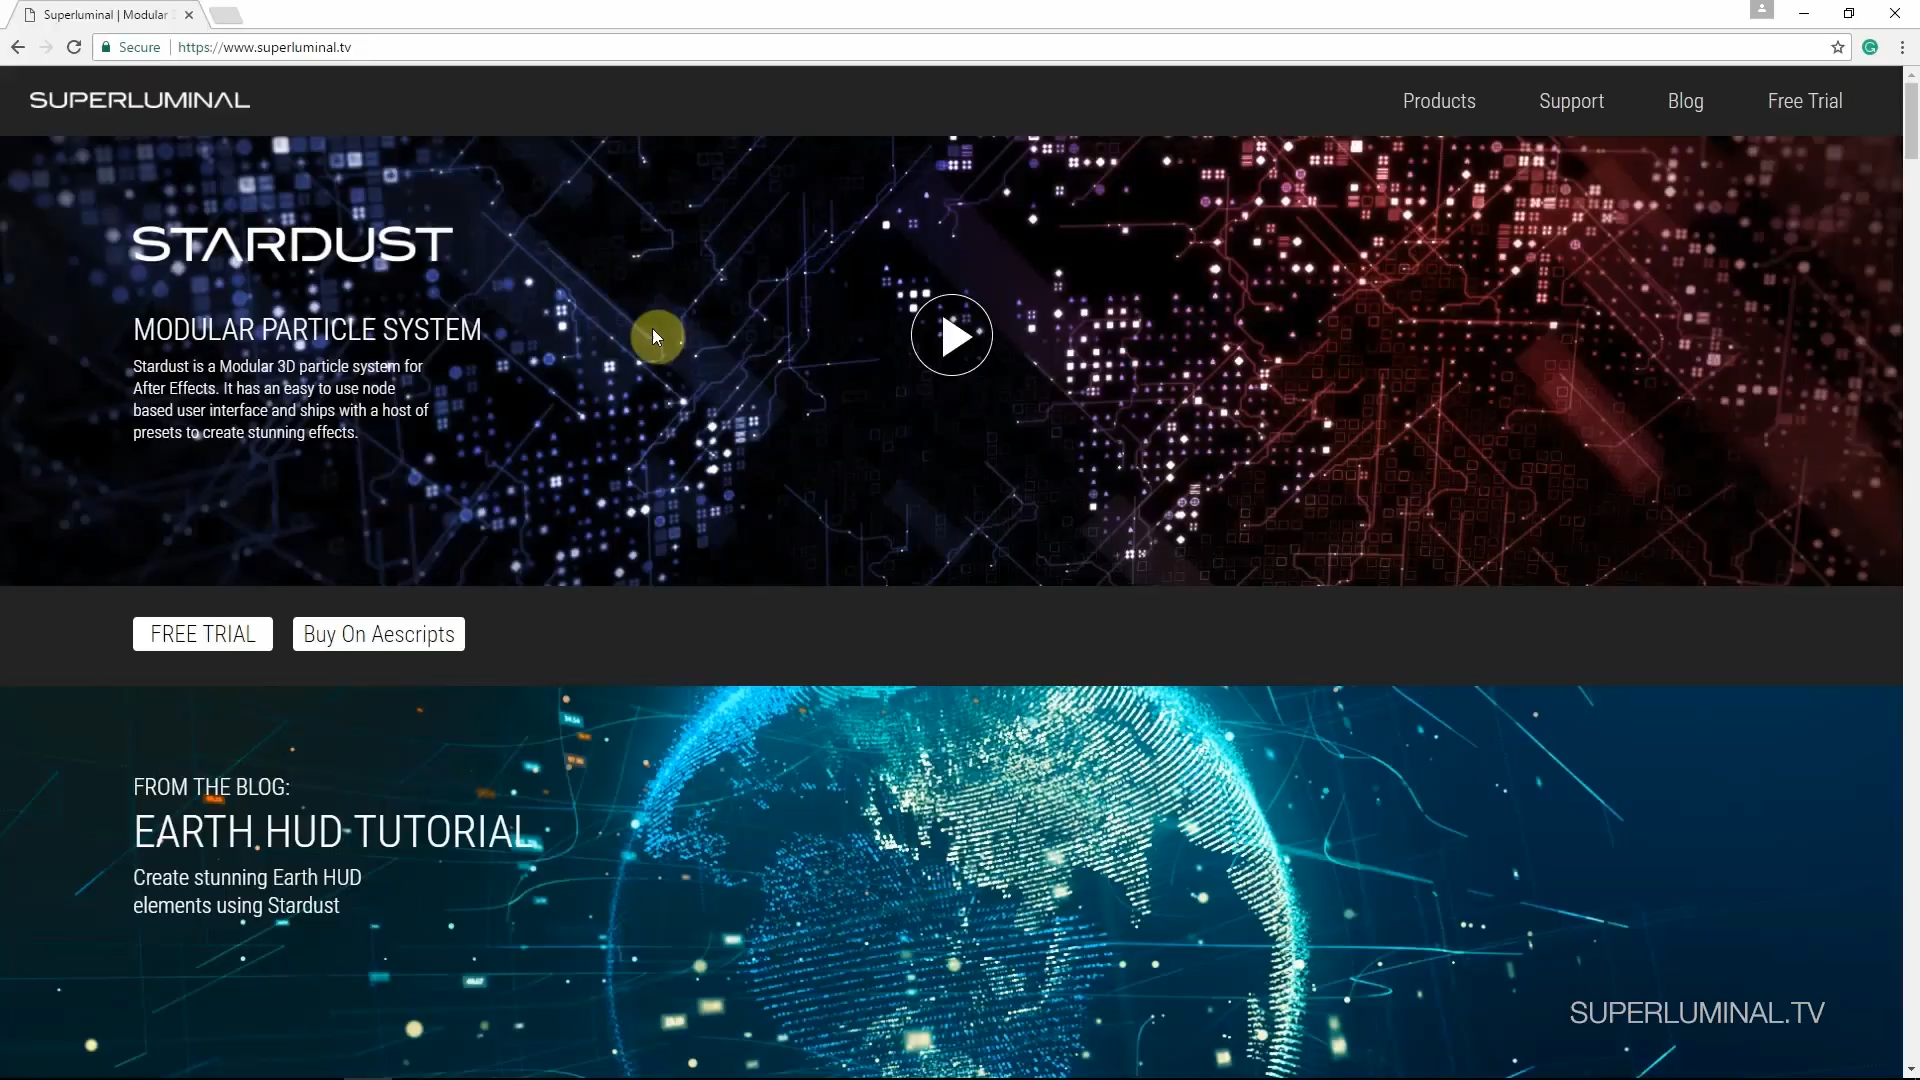 Superluminal | Modular
Secure
https://www.superluminal.tv
SUPERLUMINAL
Products
Support
Blog
Free Trial
STARDUST
MODULAR PARTICLE SYSTEM
Stardust is a Modular 3D particle system for
After Effects. It has an easy to use node
based user interface and ships with a host of
presets to create stunning effects.
FREE TRIAL
Buy On Aescripts
FROM THE BLOG:
EARTH HUD TUTORIAL
Create stunning Earth HUD
elements using Stardust
SUPERLUMINAL.TV